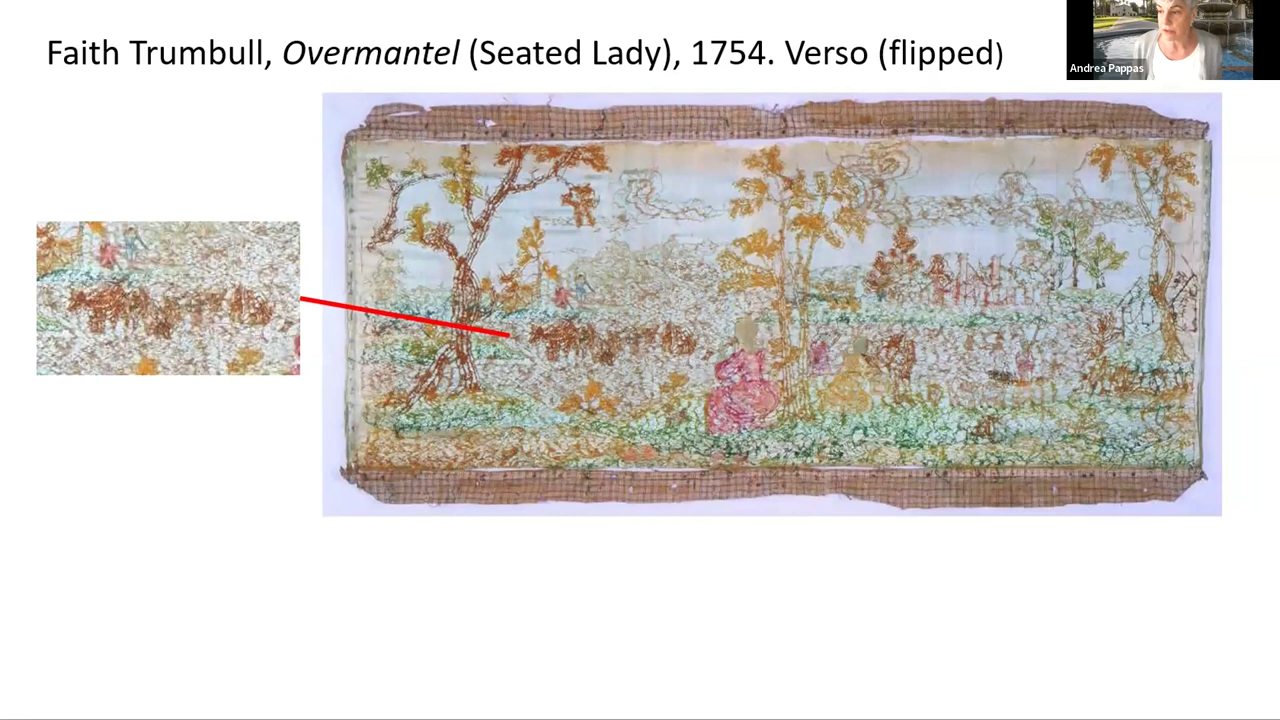 Faith Trumbull, Overmantel (Seated Lady), 1754. Verso (flipped)
Andrea Pappas